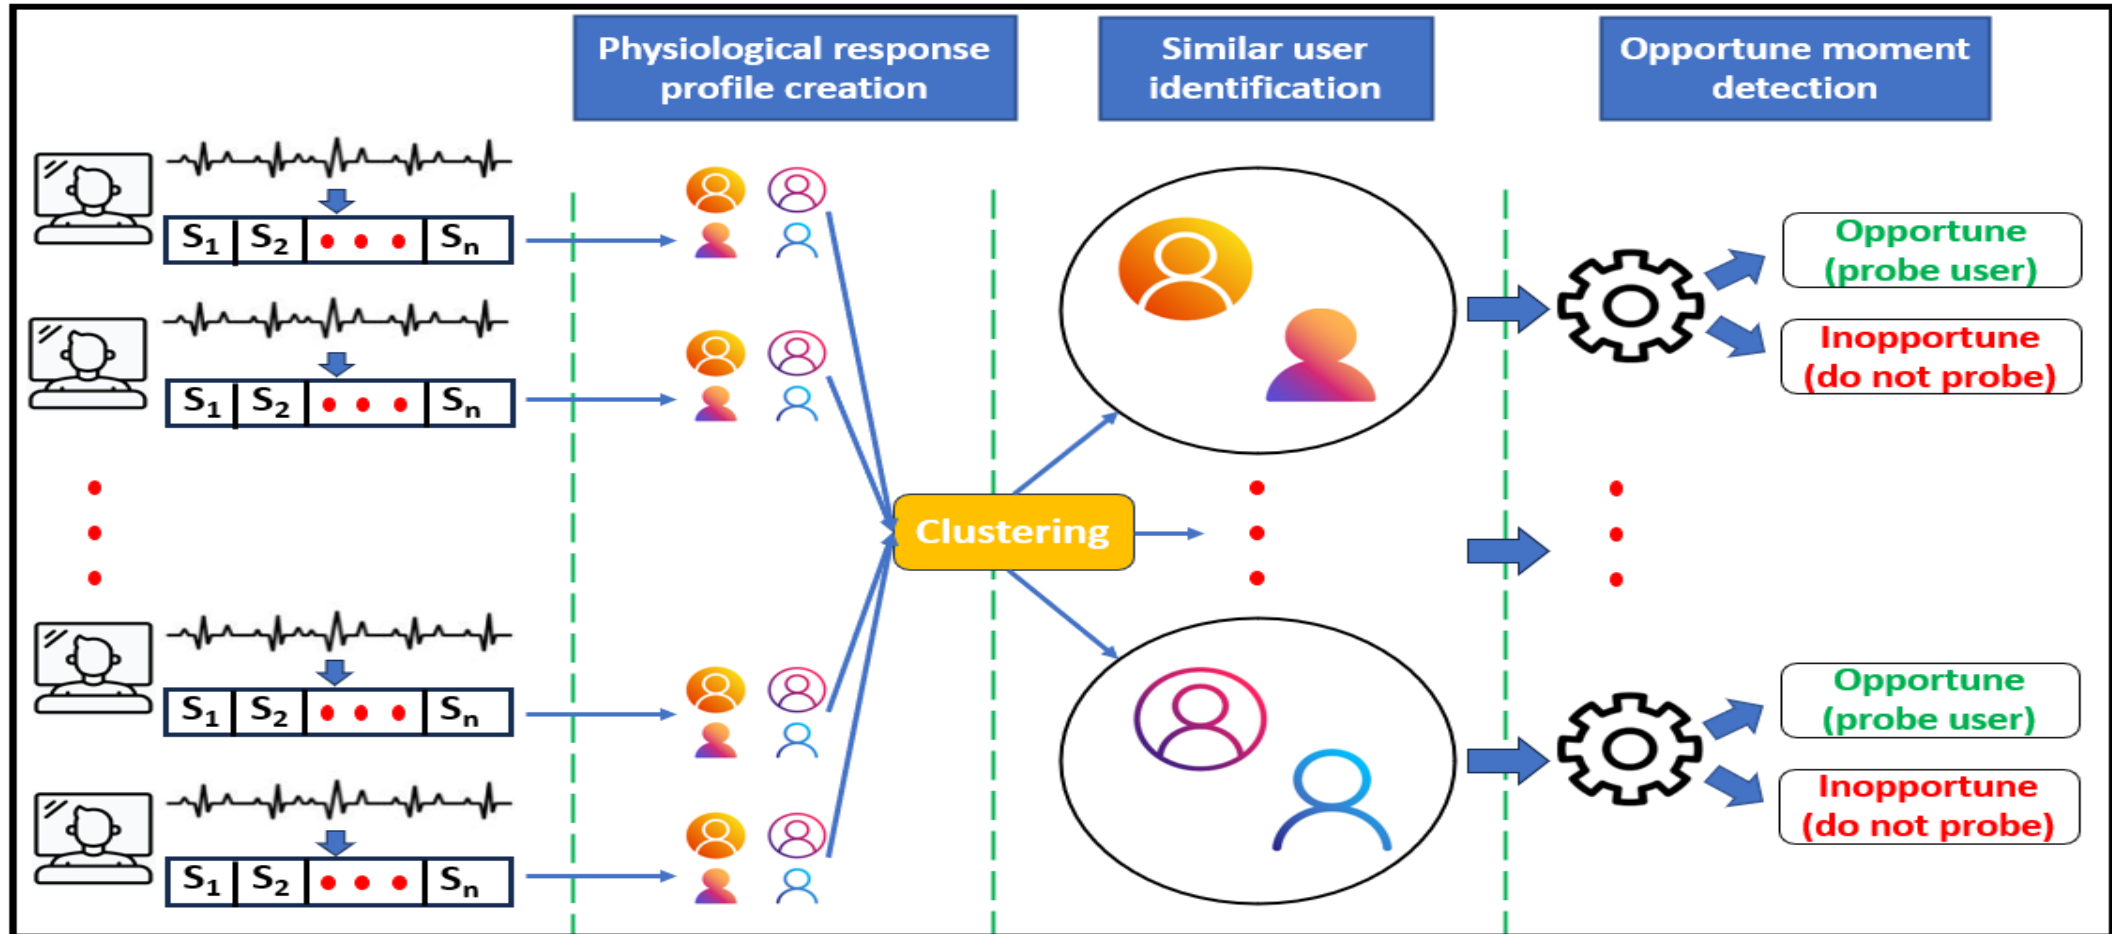 Physiological response
profile creation
Similar user
identification
Opportune moment
detection
S₁ S₂ Sₙ
S₁ S₂ Sₙ
S₁ S₂ Sₙ
S₁ S₂ Sₙ
Clustering
Opportune
(probe user)
Inopportune
(do not probe)
Opportune
(probe user)
Inopportune
(do not probe)